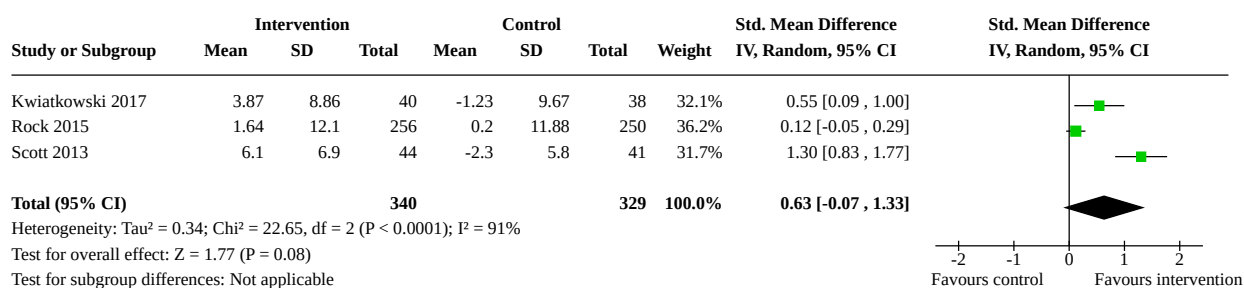 Intervention Control Std. Mean Difference Std. Mean Difference
Study or Subgroup Mean SD Total Mean SD Total Weight IV, Random, 95% CI IV, Random, 95% CI
Kwiatkowski 2017 3.87 8.86 40 -1.23 9.67 38 32.1% 0.55 [0.09 , 1.00]
Rock 2015 1.64 12.1 256 0.2 11.88 250 36.2% 0.12 [-0.05 , 0.29]
Scott 2013 6.1 6.9 44 -2.3 5.8 41 31.7% 1.30 [0.83 , 1.77]
Total (95% CI) 340 329 100.0% 0.63 [-0.07 , 1.33]
Heterogeneity: Tau² = 0.34; Chi² = 22.65, df = 2 (P < 0.0001); I² = 91%
Test for overall effect: Z = 1.77 (P = 0.08)
-2 -1 0 1 2
Test for subgroup differences: Not applicable
Favours control Favours intervention